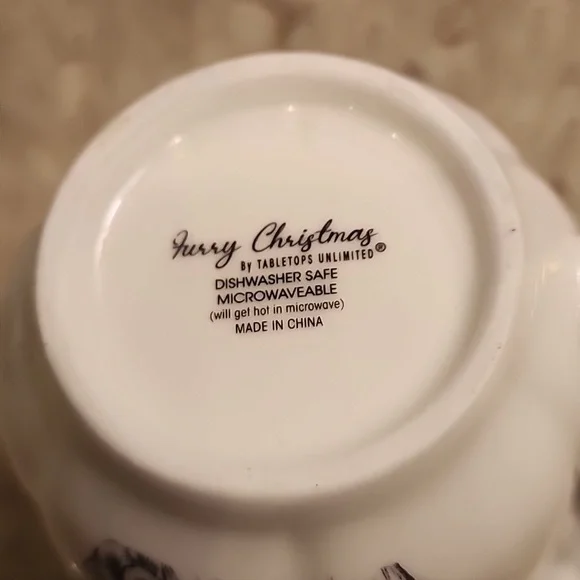 Furry Christmas
By TABLETOPS UNLIMITED®
DISHWASHER SAFE
MICROWAVEABLE
(will get hot in microwave)
MADE IN CHINA